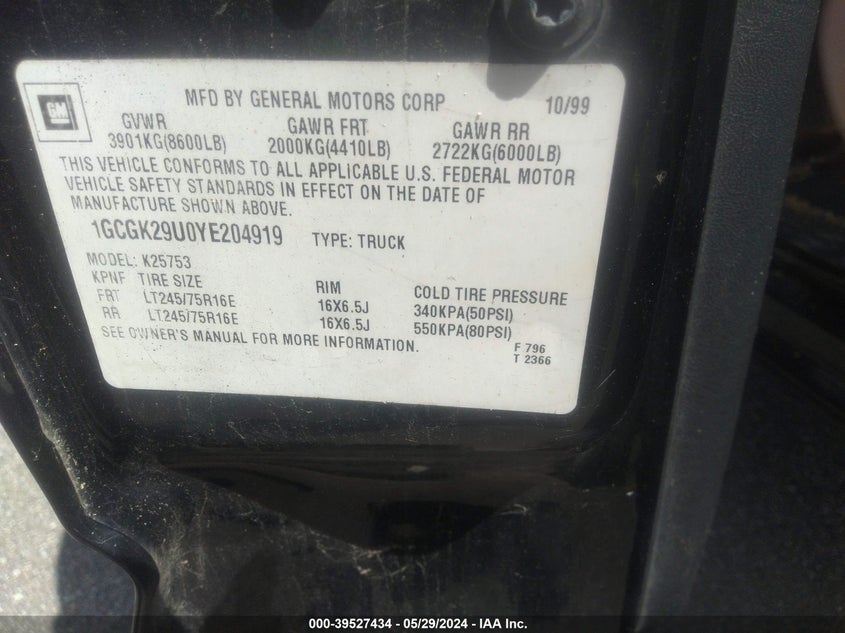 GM
MFD BY GENERAL MOTORS CORP 10/99
GVWR GAWR FRT GAWR RR
3901KG(8600LB) 2000KG(4410LB) 2722KG(6000LB)
THIS VEHICLE CONFORMS TO ALL APPLICABLE U.S. FEDERAL MOTOR
VEHICLE SAFETY STANDARDS IN EFFECT ON THE DATE OF
MANUFACTURE SHOWN ABOVE.
1GCGK29U0YE204919 TYPE: TRUCK
MODEL: K25753
KPNF TIRE SIZE RIM COLD TIRE PRESSURE
FRT LT245/75R16E 16X6.5J 340KPA(50PSI)
RR LT245/75R16E 16X6.5J 550KPA(80PSI)
SEE OWNER'S MANUAL FOR MORE INFORMATION.
F 796
T 2366
000-39527434 - 05/29/2024 - IAA Inc.